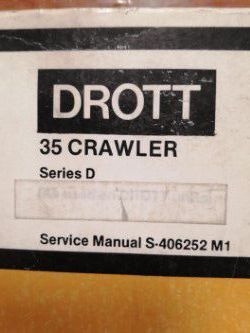 DROTT
35 CRAWLER
Series D
Service Manual S-406252 M1